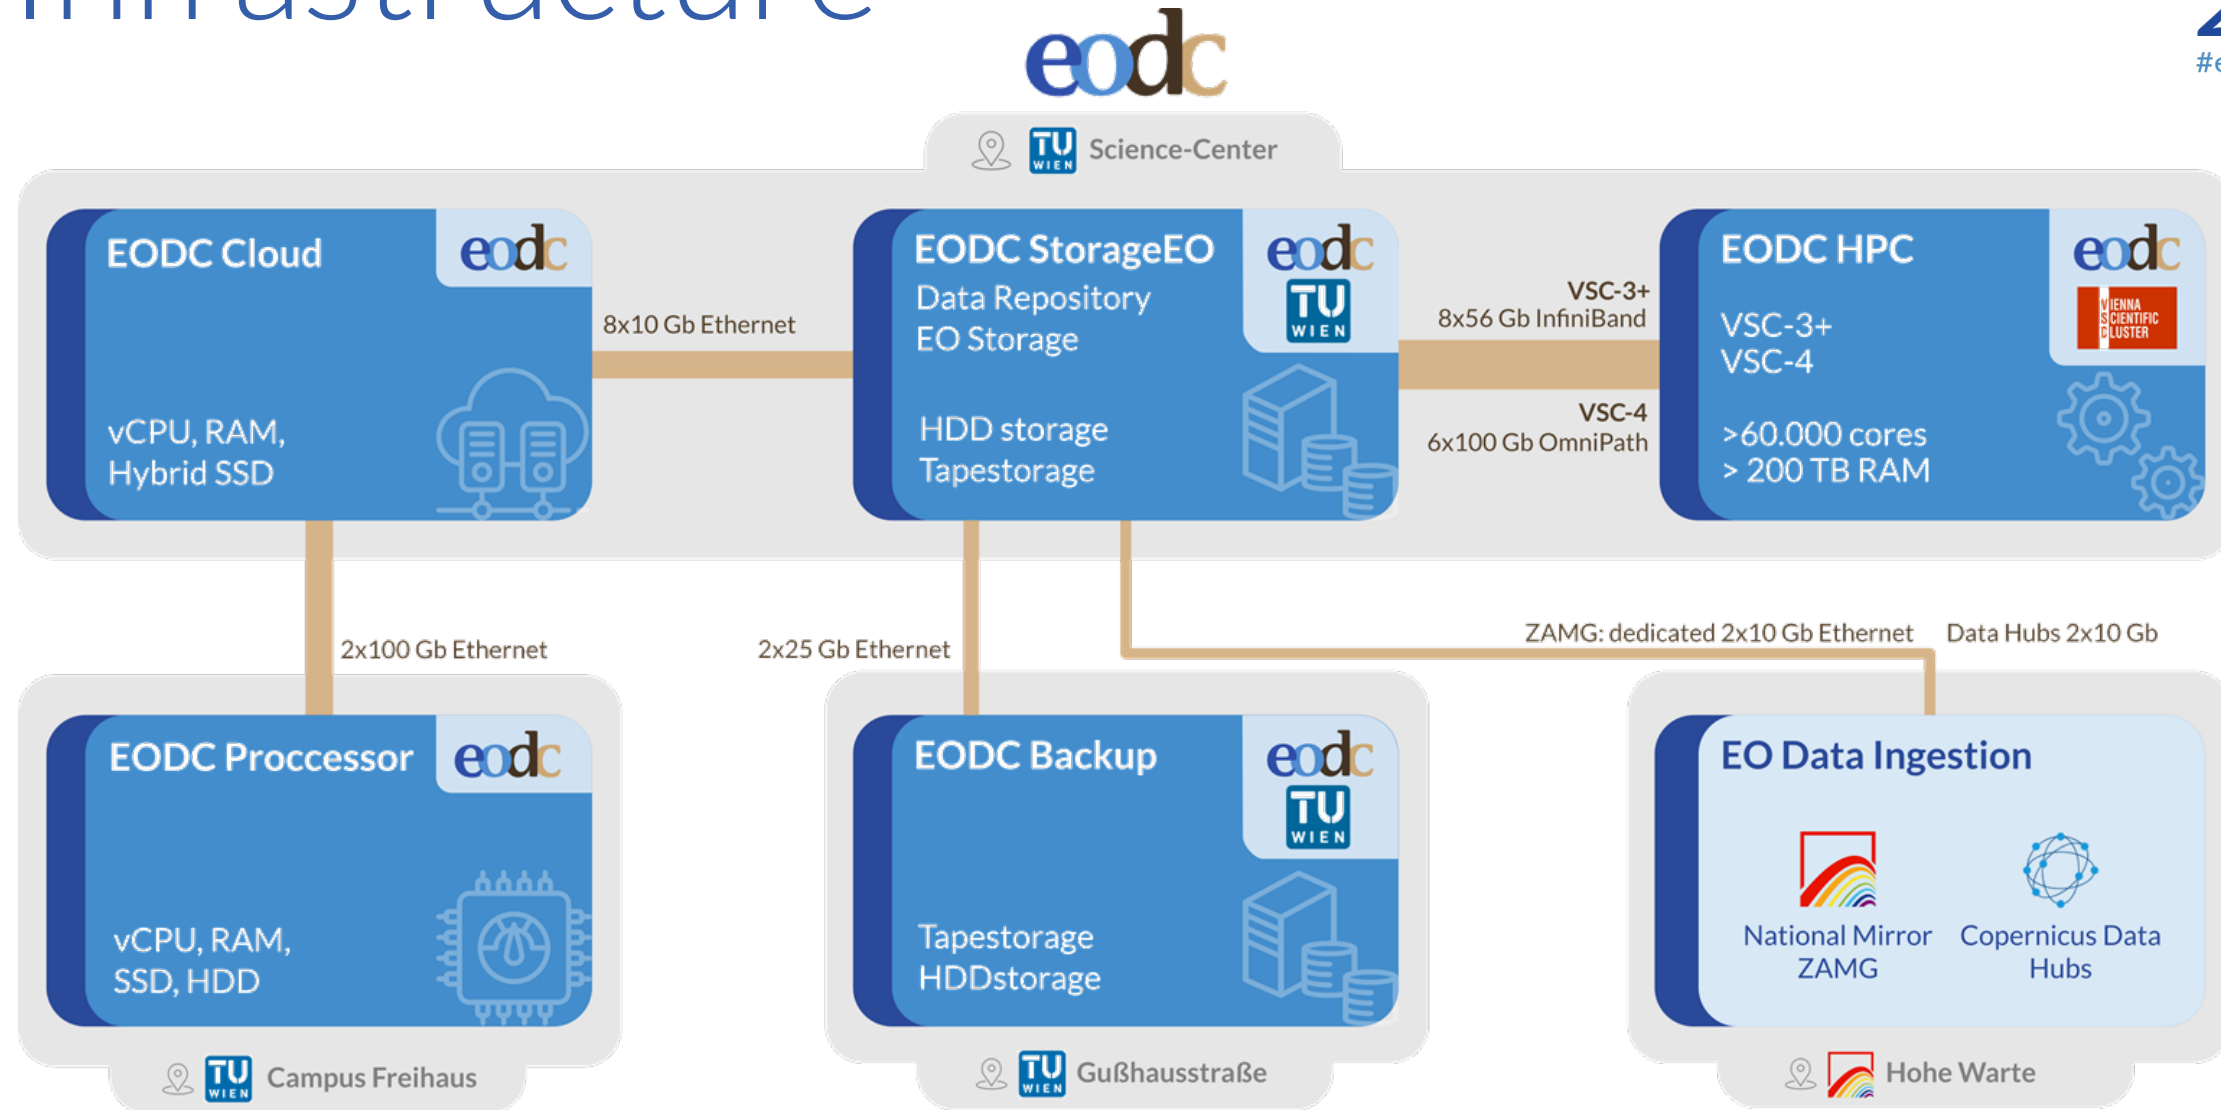 Infrastructure
#e
eodc
TU WIEN Science-Center
EODC Cloud
eodc
vCPU, RAM,
Hybrid SSD
8x10 Gb Ethernet
EODC StorageEO
Data Repository
EO Storage
HDD storage
Tapestorage
eodc
TU
WIEN
VSC-3+
8x56 Gb InfiniBand
VSC-4
6x100 Gb OmniPath
EODC HPC
VSC-3+
VSC-4
>60.000 cores
> 200 TB RAM
eodc
VIENNA
SCIENTIFIC
CLUSTER
2x100 Gb Ethernet
2x25 Gb Ethernet
ZAMG: dedicated 2x10 Gb Ethernet
Data Hubs 2x10 Gb
EODC Proccessor
eodc
vCPU, RAM,
SSD, HDD
TU WIEN Campus Freihaus
EODC Backup
eodc
TU
WIEN
Tapestorage
HDDstorage
TU WIEN Gußhausstraße
EO Data Ingestion
National Mirror
ZAMG
Copernicus Data
Hubs
Hohe Warte